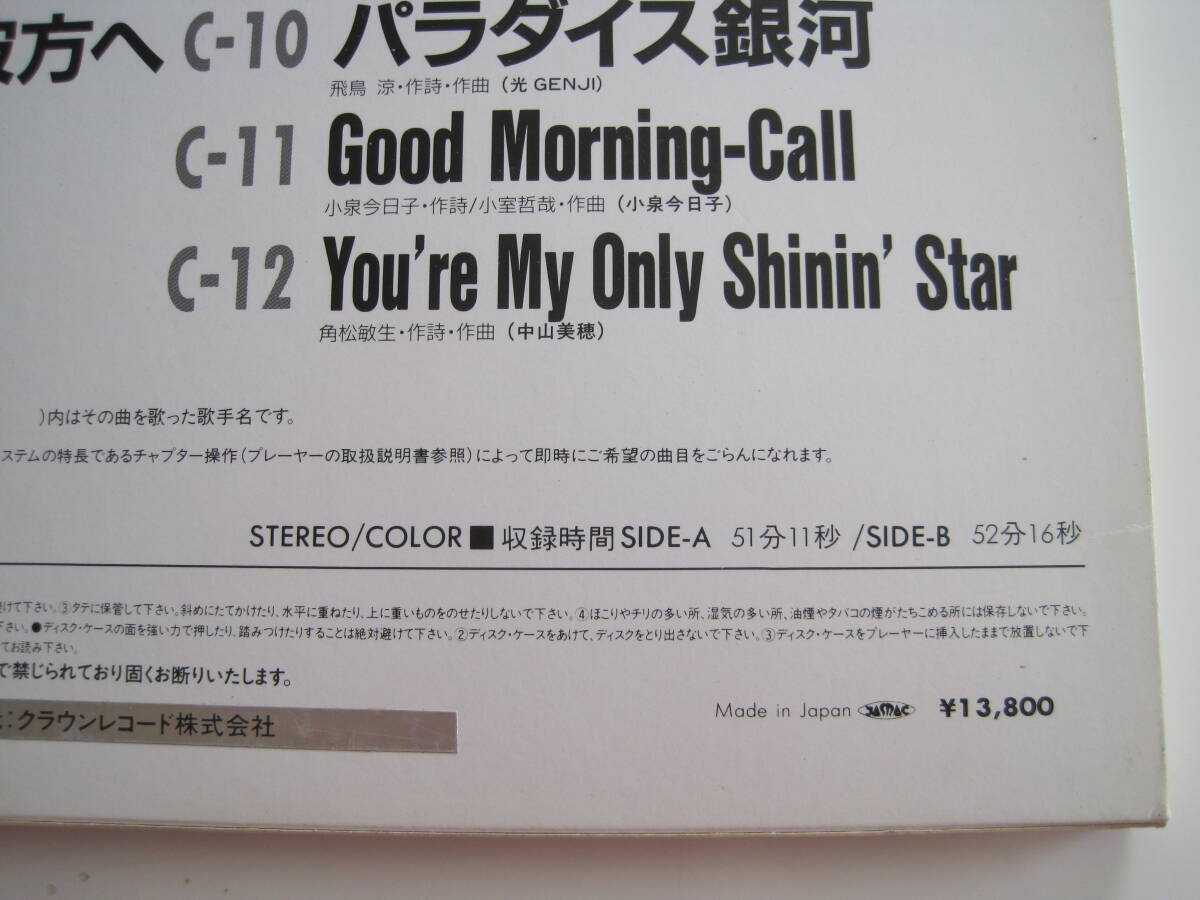 彼方へ C-10 パラダイス銀河
飛鳥 涼・作詩・作曲 (光 GENJI)
C-11 Good Morning-Call
小泉今日子・作詩/小室哲哉・作曲 (小泉今日子)
C-12 You're My Only Shinin' Star
角松敏生・作詩・作曲 (中山美穂)
)内はその曲を歌った歌手名です。
ステムの特長であるチャプター操作(プレーヤーの取扱説明書参照)によって即時にご希望の曲目をごらんになれます。
STEREO/COLOR ■ 収録時間 SIDE-A 51分11秒 /SIDE-B 52分16秒
けて下さい。③タテに保管して下さい。斜めにたてかけたり、水平に重ねたり、上に重いものをのせたりしないで下さい。④ほこりやチリの多い所、湿気の多い所、油煙やタバコの煙がたちこめる所には保存しないで下さい。
下さい。●ディスク・ケースの面を強い力で押したり、踏みつけたりすることは絶対避けて下さい。②ディスク・ケースをあけて、ディスクをとり出さないで下さい。③ディスク・ケースをプレーヤーに挿入したままで放置しないで下
てお読み下さい。
で禁じられており固くお断りいたします。
:クラウンレコード株式会社
Made in Japan JASRAC ¥13,800